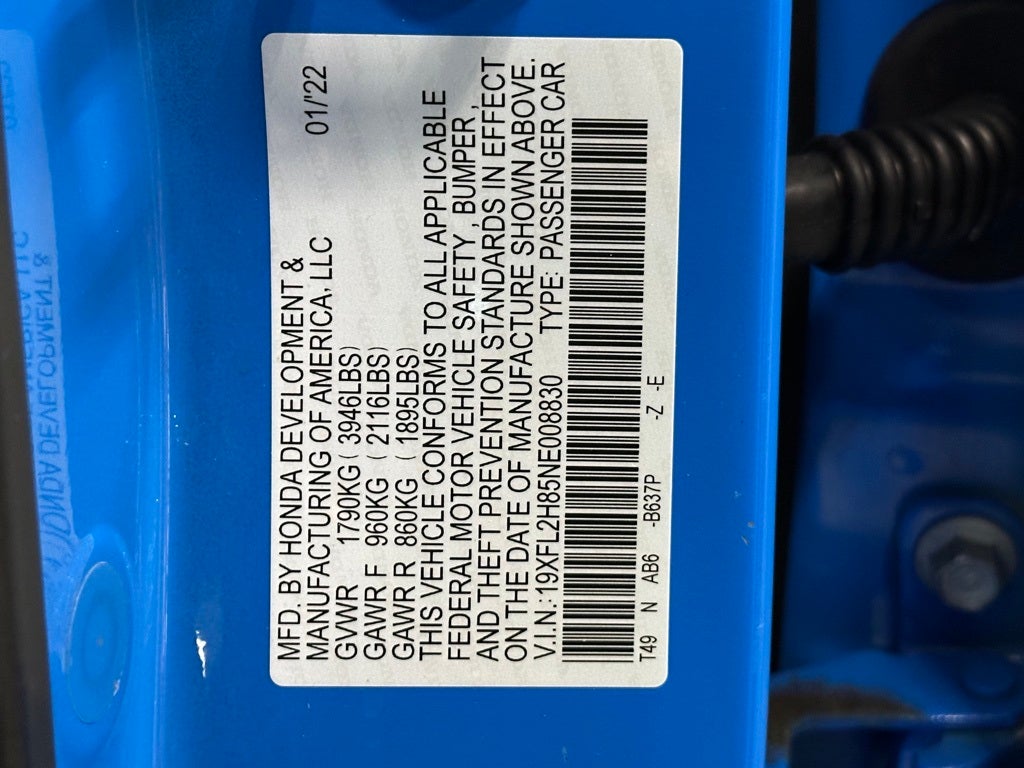 MFD. BY HONDA DEVELOPMENT &
MANUFACTURING OF AMERICA, LLC 01/'22
GVWR 1790KG ( 3946LBS)
GAWR F 960KG ( 2116LBS)
GAWR R 860KG ( 1895LBS)
THIS VEHICLE CONFORMS TO ALL APPLICABLE
FEDERAL MOTOR VEHICLE SAFETY , BUMPER ,
AND THEFT PREVENTION STANDARDS IN EFFECT
ON THE DATE OF MANUFACTURE SHOWN ABOVE.
V.I.N.: 19XFL2H85NE008830 TYPE: PASSENGER CAR
T49 N AB6 -B637P -Z -E